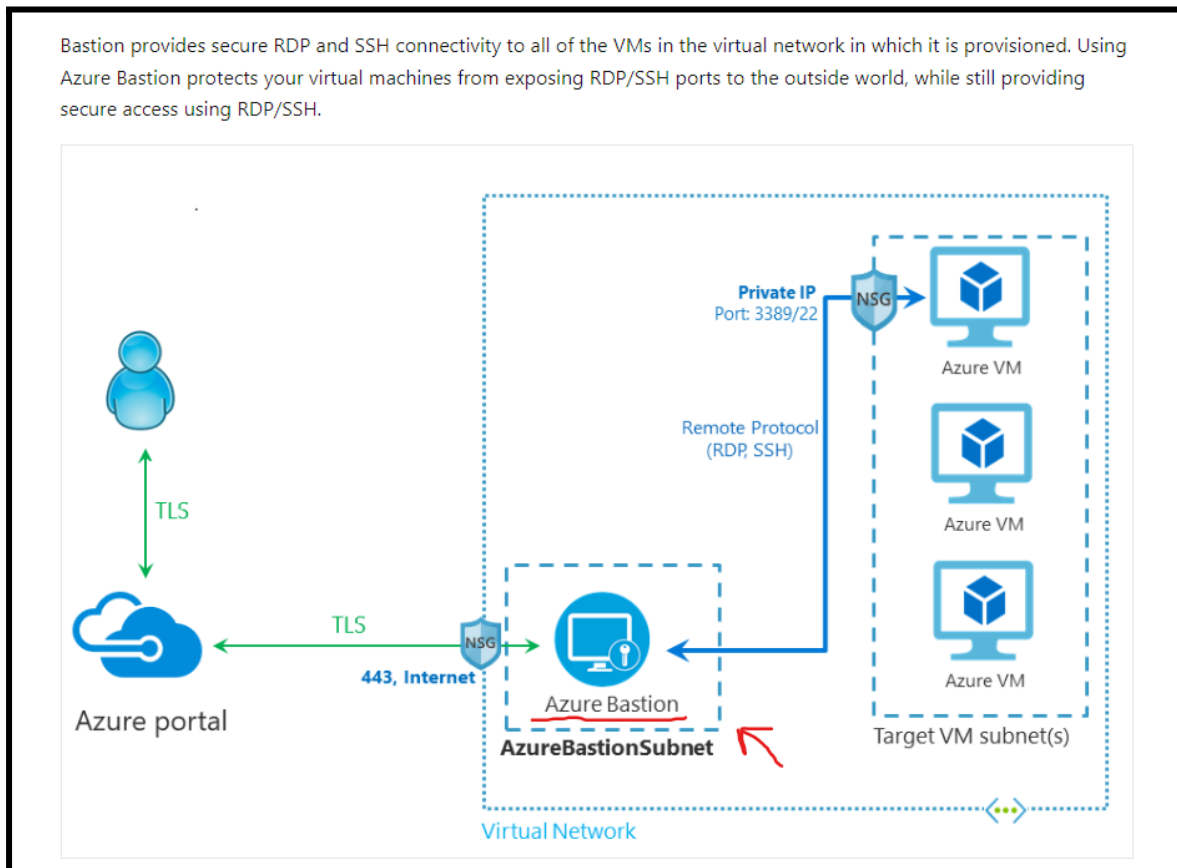 Bastion provides secure RDP and SSH connectivity to all of the VMs in the virtual network in which it is provisioned. Using
Azure Bastion protects your virtual machines from exposing RDP/SSH ports to the outside world, while still providing
secure access using RDP/SSH.
Private IP
Port: 3389/22
NSG
Azure VM
Remote Protocol
(RDP, SSH)
Azure VM
TLS
TLS
NSG
443, Internet
Azure VM
Azure Bastion
Azure portal
AzureBastionSubnet
Target VM subnet(s)
Virtual Network